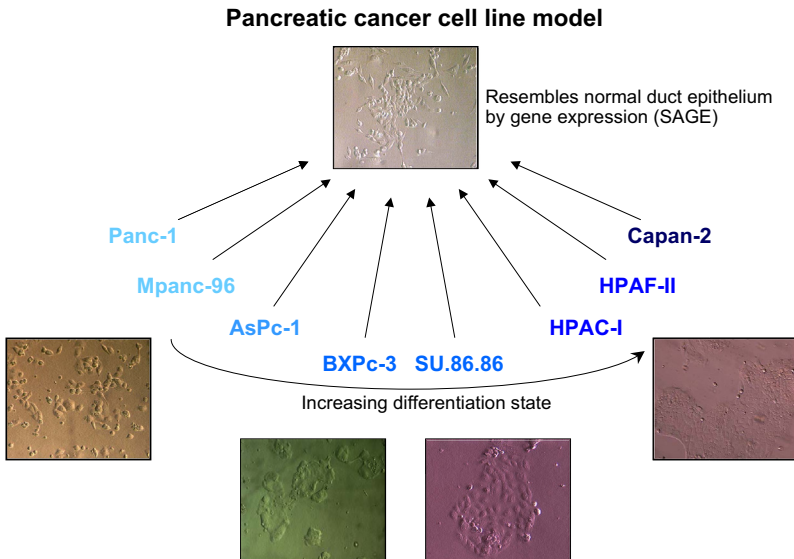 Pancreatic cancer cell line model
Resembles normal duct epithelium
by gene expression (SAGE)
Panc-1
Capan-2
Mpanc-96
HPAF-II
AsPc-1
HPAC-I
BXPc-3
SU.86.86
Increasing differentiation state